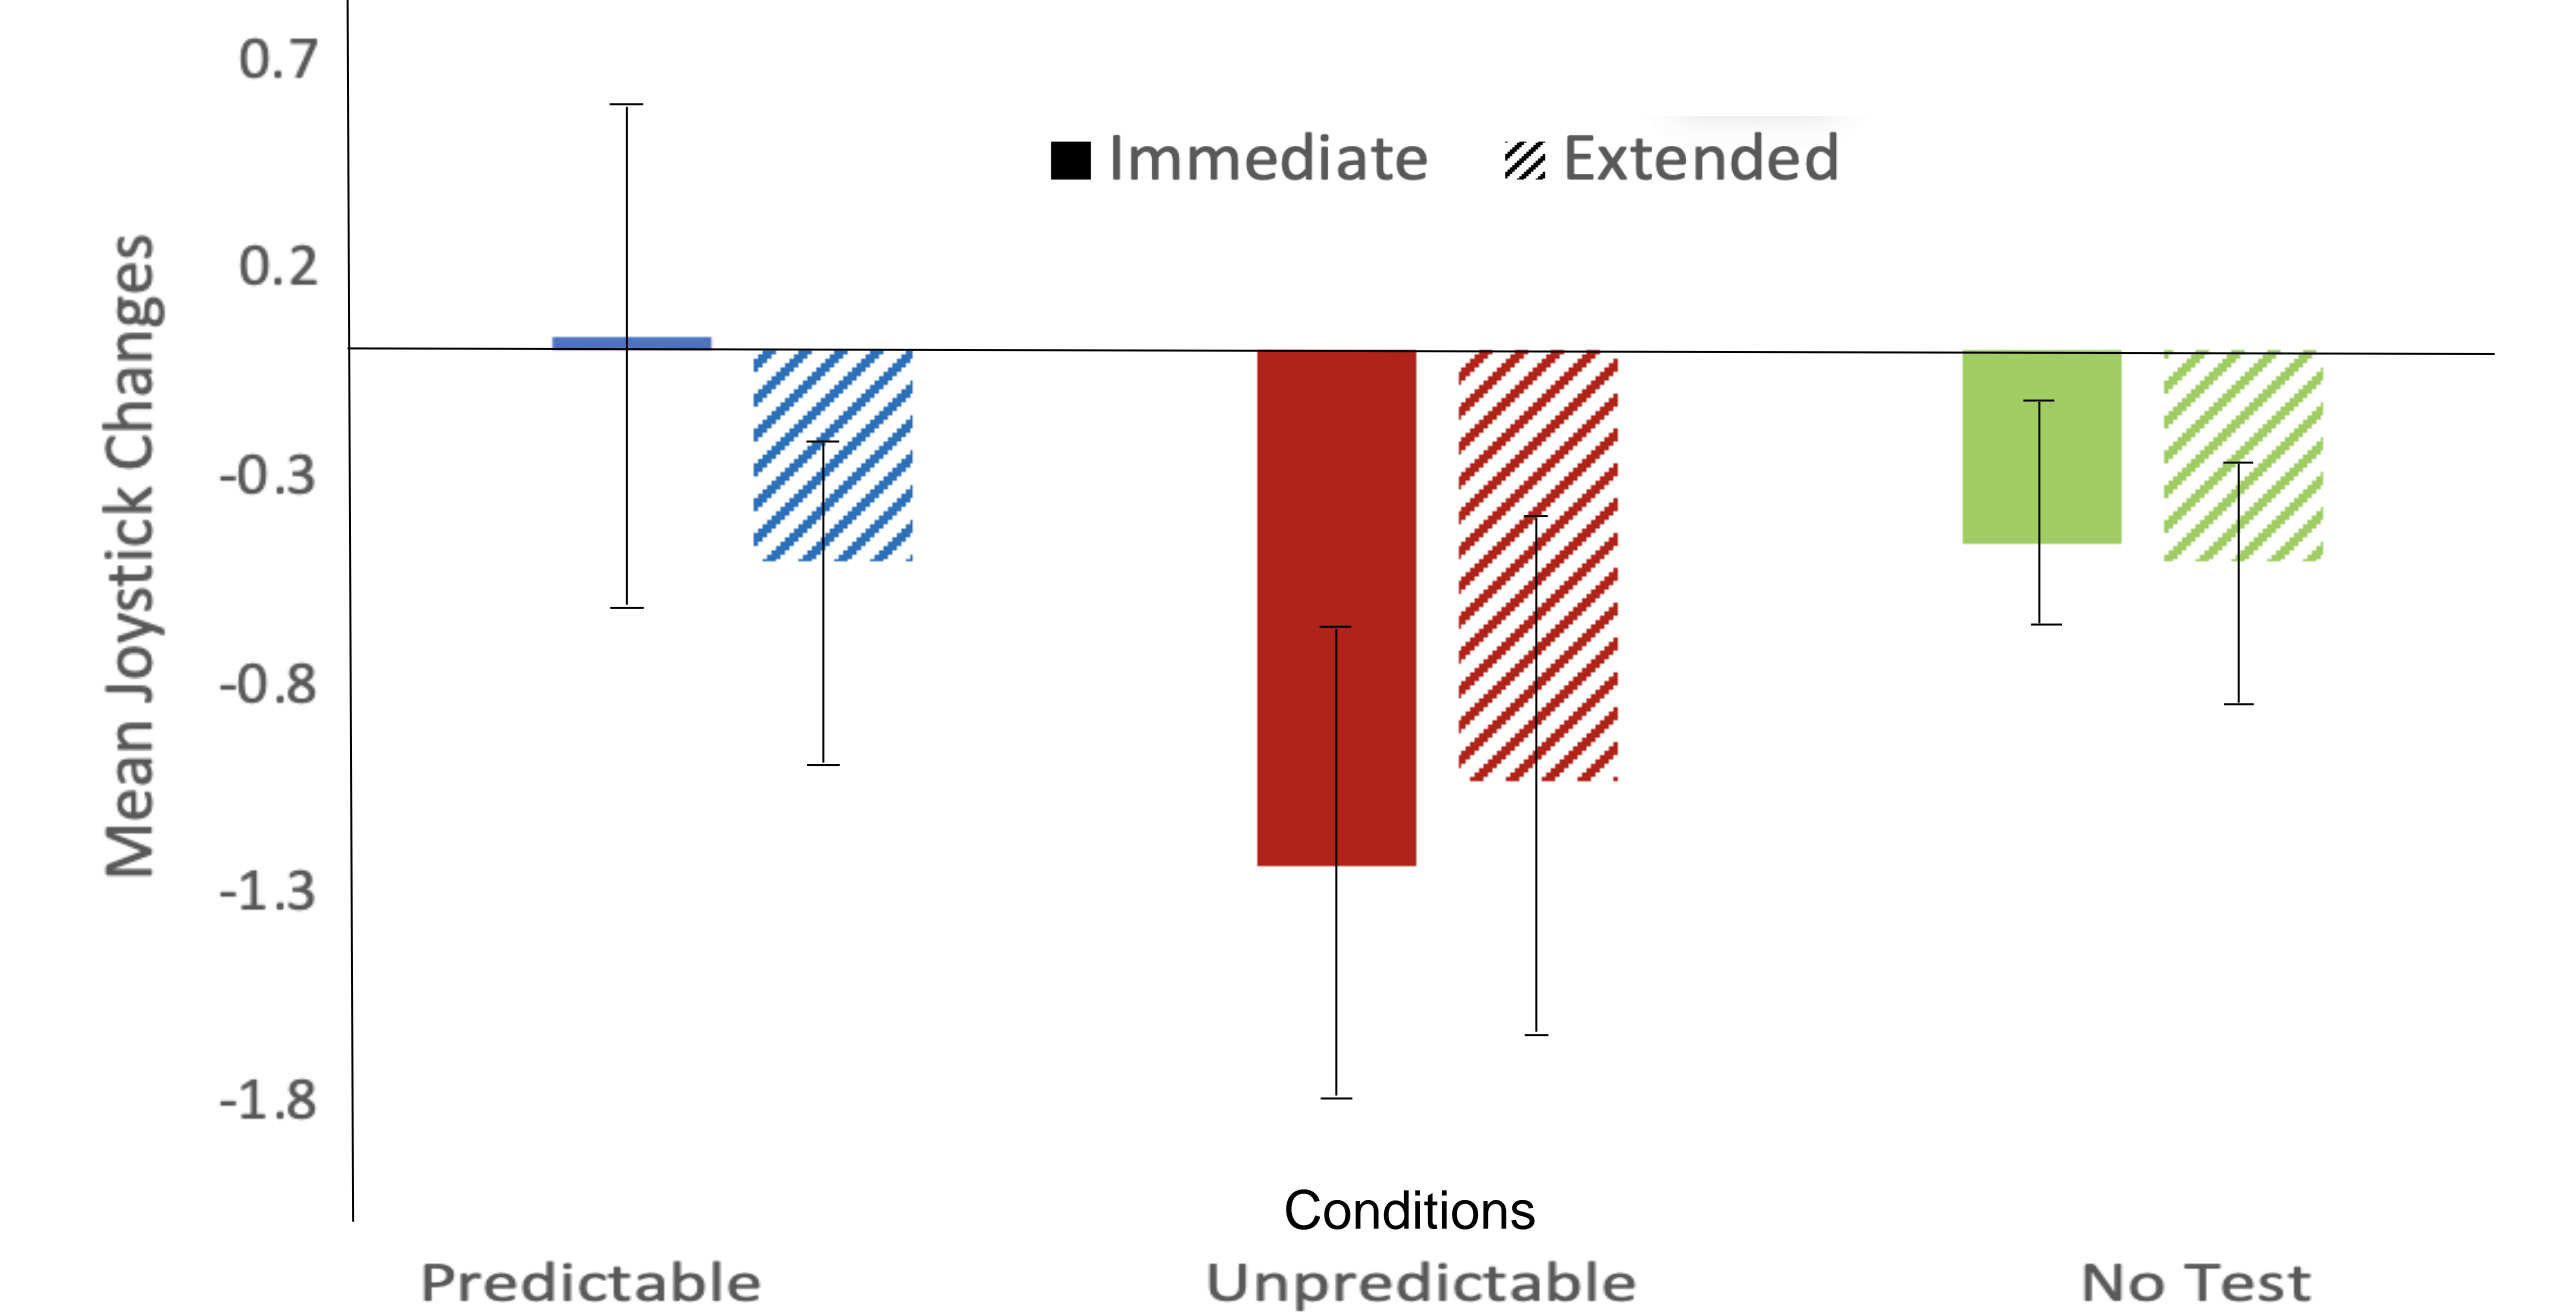 0.7
Immediate Extended
0.2
Mean Joystick Changes
-0.3
-0.8
-1.3
-1.8
Conditions
Predictable Unpredictable No Test